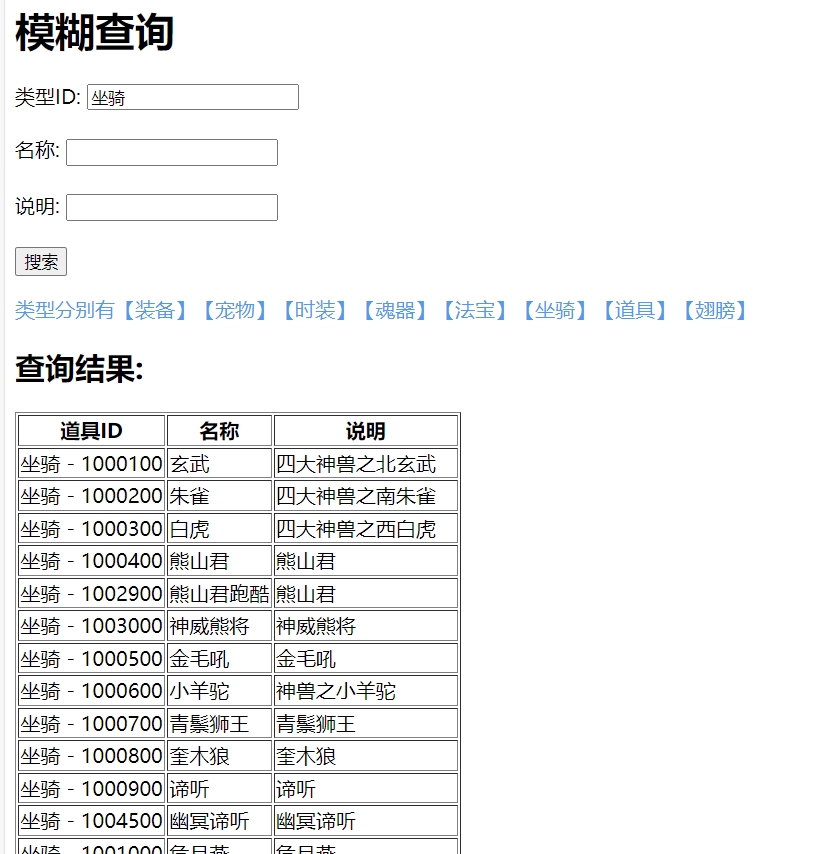 模糊查询
类型ID: 坐骑
名称:
说明:
搜索
类型分别有【装备】【宠物】【时装】【魂器】【法宝】【坐骑】【道具】【翅膀】
查询结果:
道具ID 名称 说明
坐骑 - 1000100 玄武 四大神兽之北玄武
坐骑 - 1000200 朱雀 四大神兽之南朱雀
坐骑 - 1000300 白虎 四大神兽之西白虎
坐骑 - 1000400 熊山君 熊山君
坐骑 - 1002900 熊山君跑酷 熊山君
坐骑 - 1003000 神威熊将 神威熊将
坐骑 - 1000500 金毛吼 金毛吼
坐骑 - 1000600 小羊驼 神兽之小羊驼
坐骑 - 1000700 青鬃狮王 青鬃狮王
坐骑 - 1000800 奎木狼 奎木狼
坐骑 - 1000900 谛听 谛听
坐骑 - 1004500 幽冥谛听 幽冥谛听
坐骑 - 1001000 危月燕 危月燕